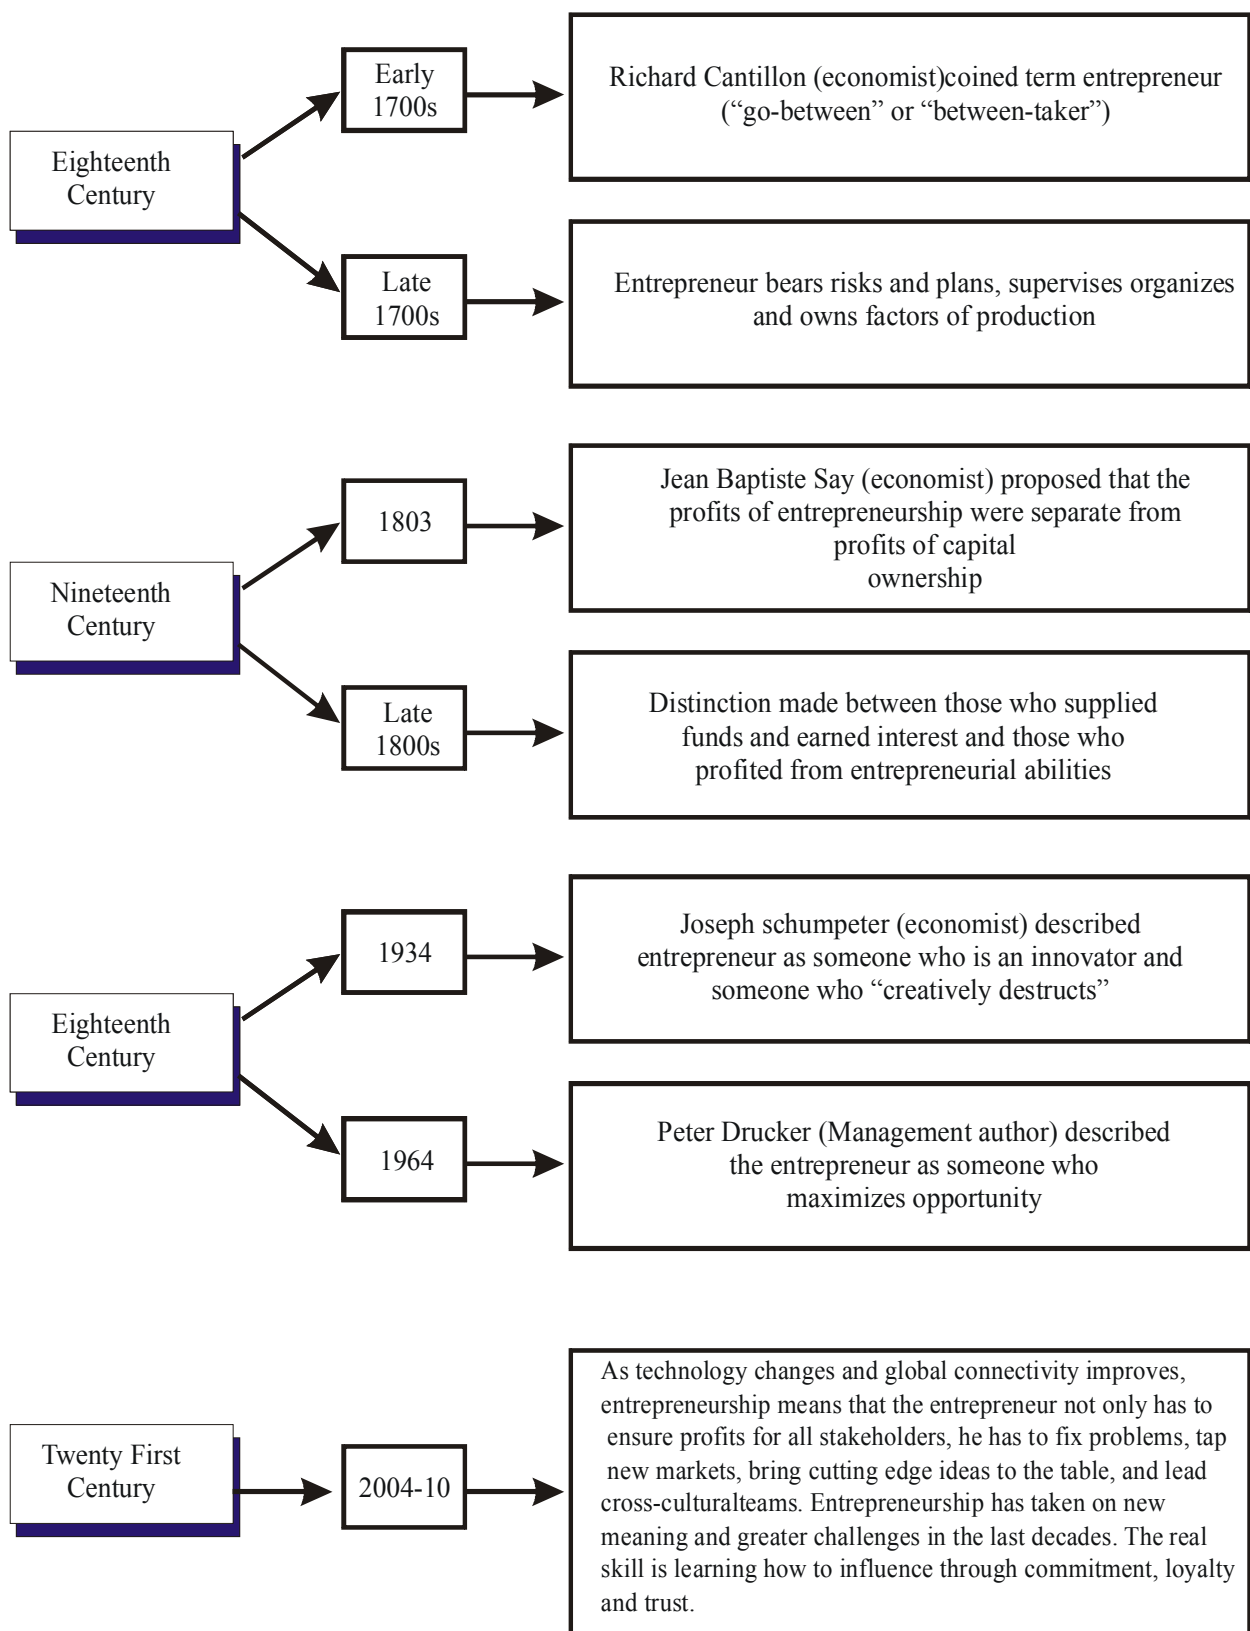 Eighteenth
Century
Early
1700s
Richard Cantillon (economist)coined term entrepreneur
(“go-between” or “between-taker”)
Late
1700s
Entrepreneur bears risks and plans, supervises organizes
and owns factors of production
Nineteenth
Century
1803
Jean Baptiste Say (economist) proposed that the
profits of entrepreneurship were separate from
profits of capital
ownership
Late
1800s
Distinction made between those who supplied
funds and earned interest and those who
profited from entrepreneurial abilities
Eighteenth
Century
1934
Joseph schumpeter (economist) described
entrepreneur as someone who is an innovator and
someone who “creatively destructs”
1964
Peter Drucker (Management author) described
the entrepreneur as someone who
maximizes opportunity
Twenty First
Century
2004-10
As technology changes and global connectivity improves,
entrepreneurship means that the entrepreneur not only has to
ensure profits for all stakeholders, he has to fix problems, tap
new markets, bring cutting edge ideas to the table, and lead
cross-culturalteams. Entrepreneurship has taken on new
meaning and greater challenges in the last decades. The real
skill is learning how to influence through commitment, loyalty
and trust.